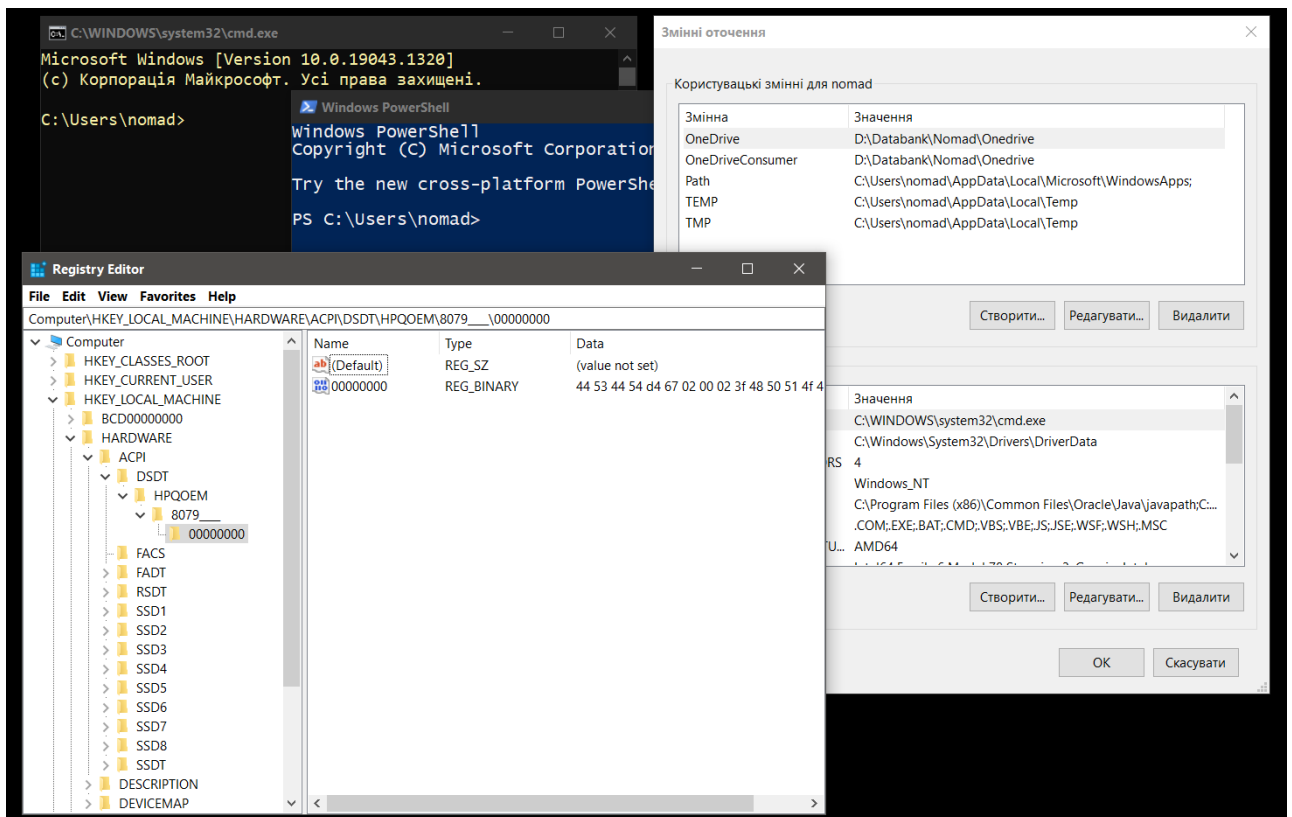 C:\WINDOWS\system32\cmd.exe
Microsoft Windows [Version 10.0.19043.1320]
(c) Корпорація Майкрософт. Усі права захищені.
C:\Users\nomad>
Windows PowerShell
Windows PowerShell
Copyright (C) Microsoft Corporation
Try the new cross-platform PowerShe
PS C:\Users\nomad>
Змінні оточення
Користувацькі змінні для nomad
Змінна Значення
OneDrive D:\Databank\Nomad\Onedrive
OneDriveConsumer D:\Databank\Nomad\Onedrive
Path C:\Users\nomad\AppData\Local\Microsoft\WindowsApps;
TEMP C:\Users\nomad\AppData\Local\Temp
TMP C:\Users\nomad\AppData\Local\Temp
Створити... Редагувати... Видалити
Значення
C:\WINDOWS\system32\cmd.exe
C:\Windows\System32\Drivers\DriverData
RS 4
Windows_NT
C:\Program Files (x86)\Common Files\Oracle\Java\javapath;C:...
.COM;.EXE;.BAT;.CMD;.VBS;.VBE;.JS;.JSE;.WSF;.WSH;.MSC
TU... AMD64
Створити... Редагувати... Видалити
OK Скасувати
Registry Editor
File Edit View Favorites Help
Computer\HKEY_LOCAL_MACHINE\HARDWARE\ACPI\DSDT\HPQOEM\8079___\00000000
Computer
HKEY_CLASSES_ROOT
HKEY_CURRENT_USER
HKEY_LOCAL_MACHINE
BCD00000000
HARDWARE
ACPI
DSDT
HPQOEM
8079___
00000000
FACS
FADT
RSDT
SSD1
SSD2
SSD3
SSD4
SSD5
SSD6
SSD7
SSD8
SSDT
DESCRIPTION
DEVICEMAP
Name Type Data
(Default) REG_SZ (value not set)
00000000 REG_BINARY 44 53 44 54 d4 67 02 00 02 3f 48 50 51 4f 4